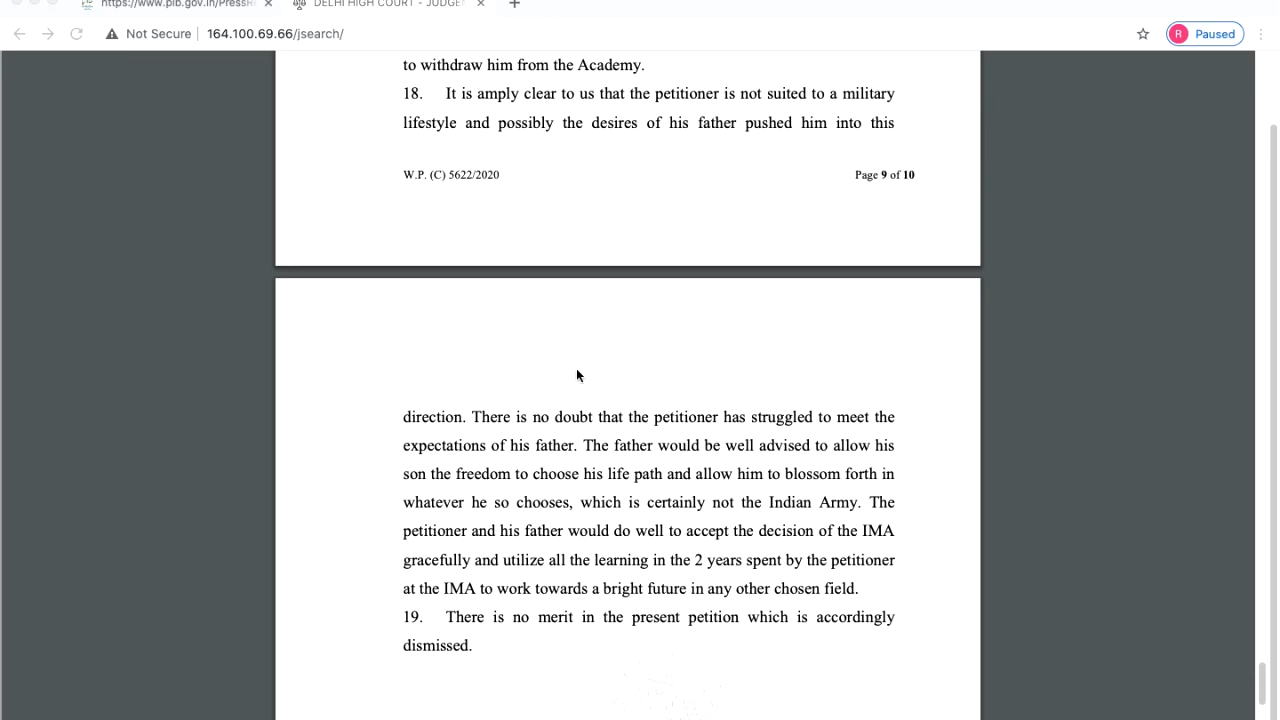 https://www.pib.gov.in/PressR
DELHI HIGH COURT - JUDGE
Not Secure
164.100.69.66/jsearch/
R
Paused
to withdraw him from the Academy.
18. It is amply clear to us that the petitioner is not suited to a military
lifestyle and possibly the desires of his father pushed him into this
W.P. (C) 5622/2020
Page 9 of 10
direction. There is no doubt that the petitioner has struggled to meet the
expectations of his father. The father would be well advised to allow his
son the freedom to choose his life path and allow him to blossom forth in
whatever he so chooses, which is certainly not the Indian Army. The
petitioner and his father would do well to accept the decision of the IMA
gracefully and utilize all the learning in the 2 years spent by the petitioner
at the IMA to work towards a bright future in any other chosen field.
19. There is no merit in the present petition which is accordingly
dismissed.